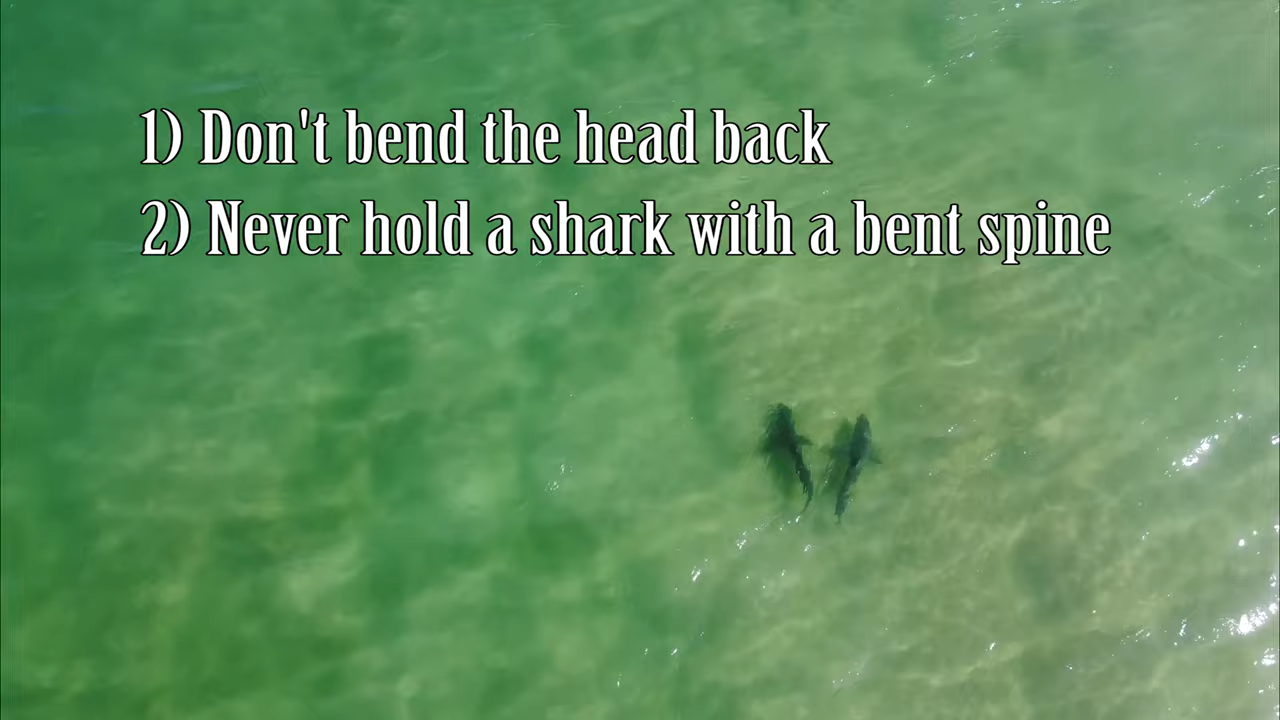 1) Don't bend the head back
2) Never hold a shark with a bent spine